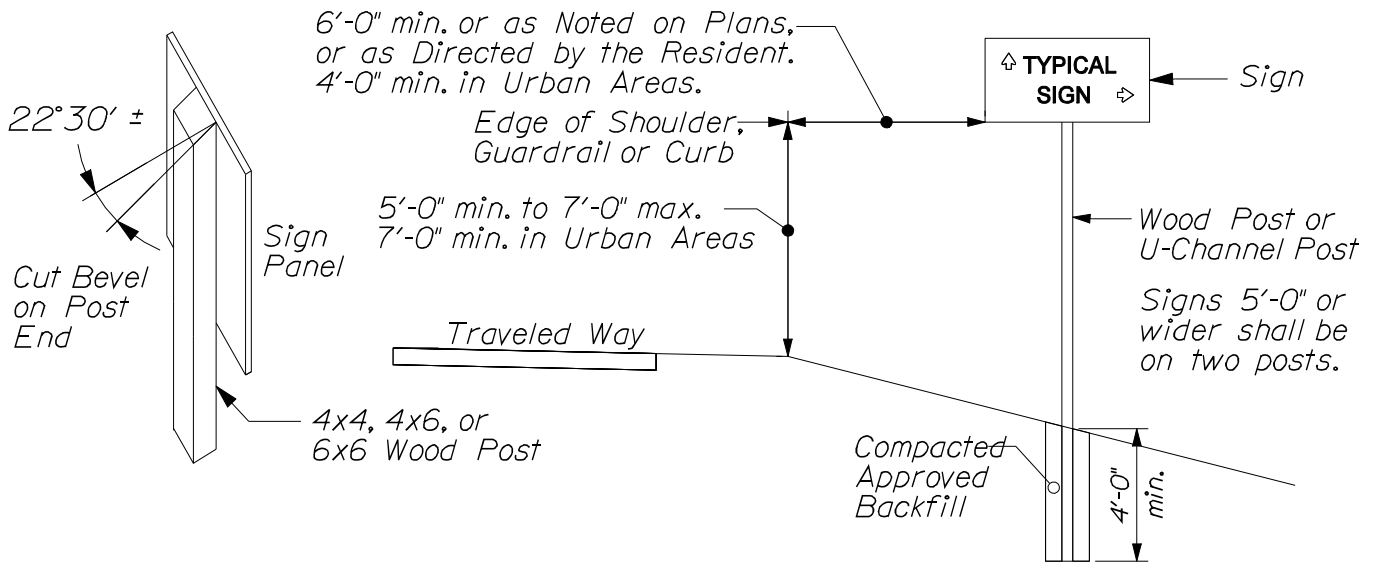 6'-0" min. or as Noted on Plans,
or as Directed by the Resident.
4'-0" min. in Urban Areas.
TYPICAL
SIGN
Sign
22°30' ±
Edge of Shoulder,
Guardrail or Curb
5'-0" min. to 7'-0" max.
7'-0" min. in Urban Areas
Sign
Panel
Wood Post or
U-Channel Post
Cut Bevel
on Post
End
Signs 5'-0" or
wider shall be
on two posts.
Traveled Way
4x4, 4x6, or
6x6 Wood Post
Compacted
Approved
Backfill
4'-0"
min.